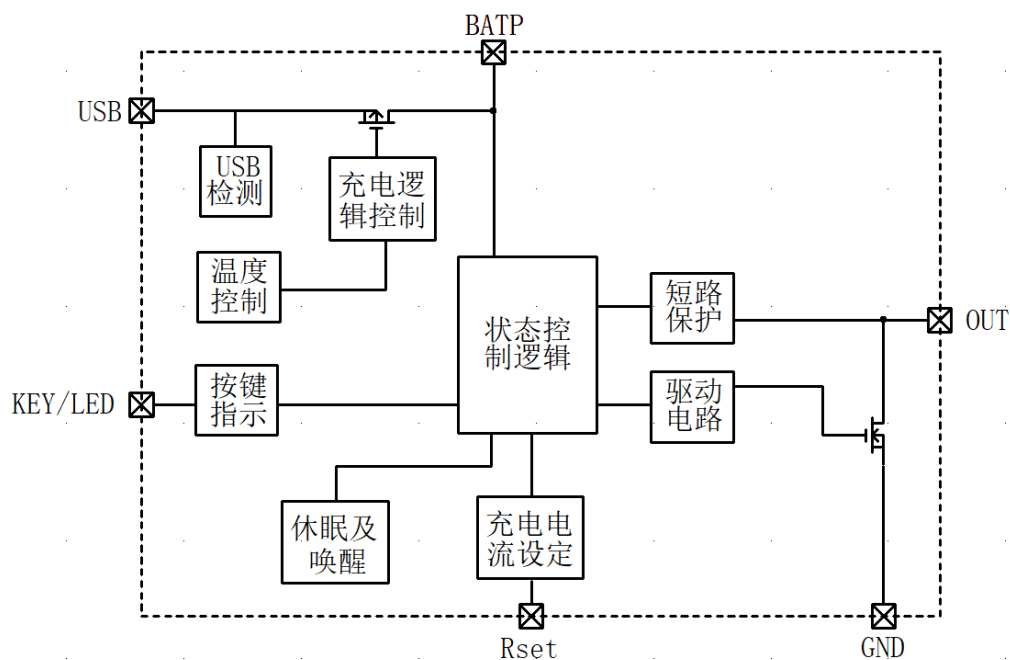 BATP
USB
USB
检测
充电逻
辑控制
温度
控制
状态控
制逻辑
短路
保护
OUT
KEY/LED
按键
指示
驱动
电路
休眠及
唤醒
充电电
流设定
Rset
GND